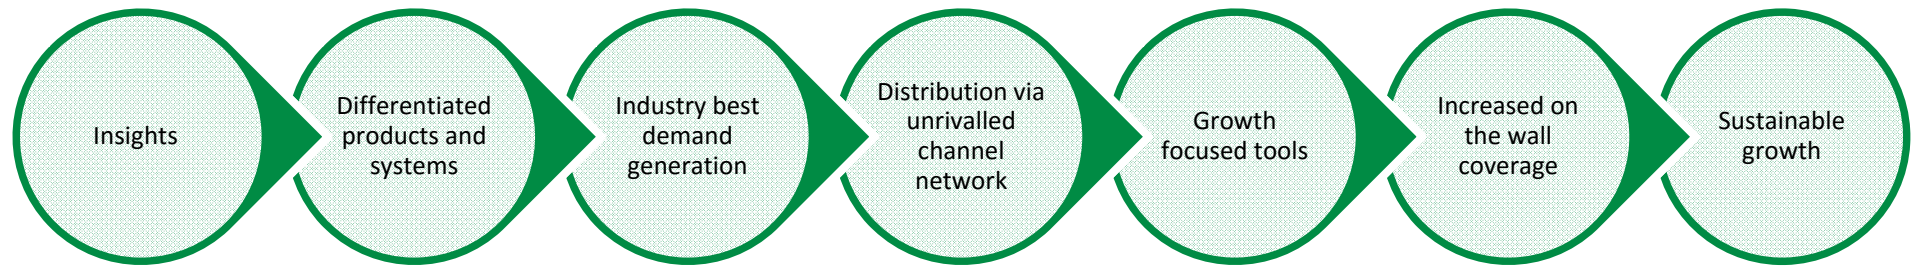 Insights
Differentiated
products and
systems
Industry best
demand
generation
Distribution via
unrivalled
channel
network
Growth
focused tools
Increased on
the wall
coverage
Sustainable
growth